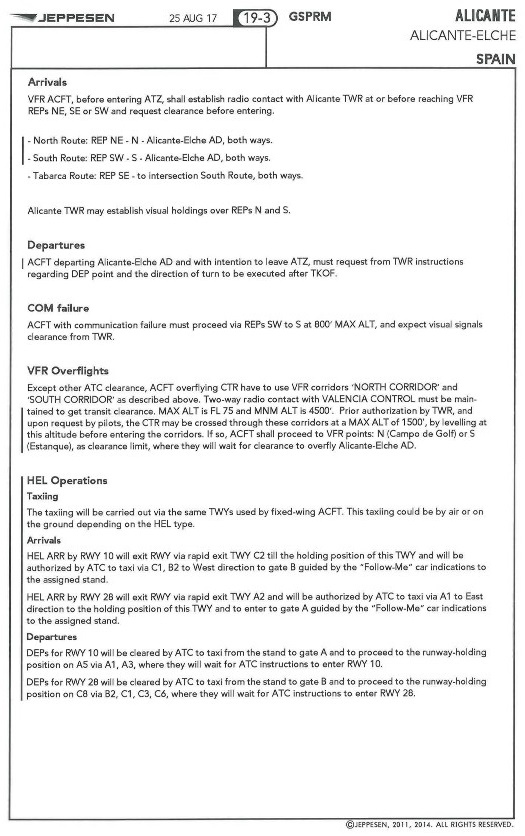 JEPPESEN
25 AUG 17
19-3
GSPRM
ALICANTE
ALICANTE-ELCHE
SPAIN
Arrivals
VFR ACFT, before entering ATZ, shall establish radio contact with Alicante TWR at or before reaching VFR
REPs NE, SE or SW and request clearance before entering.
- North Route: REP NE - N - Alicante-Elche AD, both ways.
- South Route: REP SW - S - Alicante-Elche AD, both ways.
- Tabarca Route: REP SE - to intersection South Route, both ways.
Alicante TWR may establish visual holdings over REPs N and S.
Departures
ACFT departing Alicante-Elche AD and with intention to leave ATZ, must request from TWR instructions
regarding DEP point and the direction of turn to be executed after TKOF.
COM failure
ACFT with communication failure must proceed via REPs SW to S at 800' MAX ALT, and expect visual signals
clearance from TWR.
VFR Overflights
Except other ATC clearance, ACFT overflying CTR have to use VFR corridors 'NORTH CORRIDOR' and
'SOUTH CORRIDOR' as described above. Two-way radio contact with VALENCIA CONTROL must be main-
tained to get transit clearance. MAX ALT is FL 75 and MNM ALT is 4500'. Prior authorization by TWR, and
upon request by pilots, the CTR may be crossed through these corridors at a MAX ALT of 1500', by levelling at
this altitude before entering the corridors. If so, ACFT shall proceed to VFR points: N (Campo de Golf) or S
(Estanque), as clearance limit, where they will wait for clearance to overfly Alicante-Elche AD.
HEL Operations
Taxiing
The taxiing will be carried out via the same TWYs used by fixed-wing ACFT. This taxiing could be by air or on
the ground depending on the HEL type.
Arrivals
HEL ARR by RWY 10 will exit RWY via rapid exit TWY C2 till the holding position of this TWY and will be
authorized by ATC to taxi via C1, B2 to West direction to gate B guided by the "Follow-Me" car indications to
the assigned stand.
HEL ARR by RWY 28 will exit RWY via rapid exit TWY A2 and will be authorized by ATC to taxi via A1 to East
direction to the holding position of this TWY and to enter to gate A guided by the "Follow-Me" car indications
to the assigned stand.
Departures
DEPs for RWY 10 will be cleared by ATC to taxi from the stand to gate A and to proceed to the runway-holding
position on A5 via A1, A3, where they will wait for ATC instructions to enter RWY 10.
DEPs for RWY 28 will be cleared by ATC to taxi from the stand to gate B and to proceed to the runway-holding
position on C8 via B2, C1, C3, C6, where they will wait for ATC instructions to enter RWY 28.
©JEPPESEN, 2011, 2014. ALL RIGHTS RESERVED.